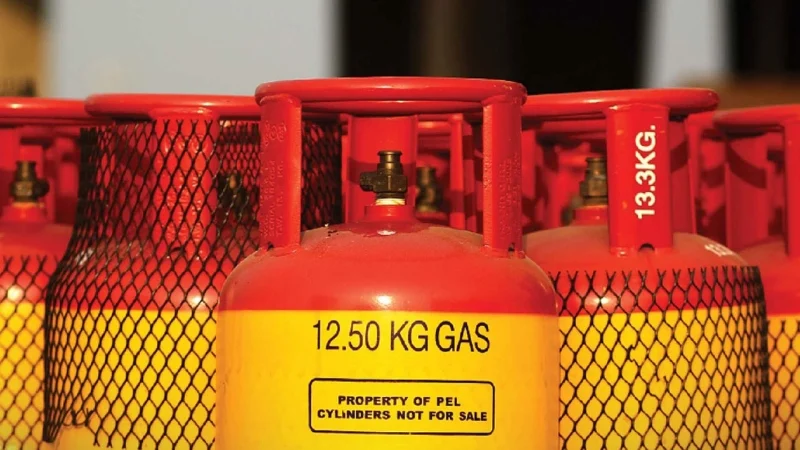 12.50 KG GAS
PROPERTY OF PEL
CYLINDERS NOT FOR SALE
13.3KG.